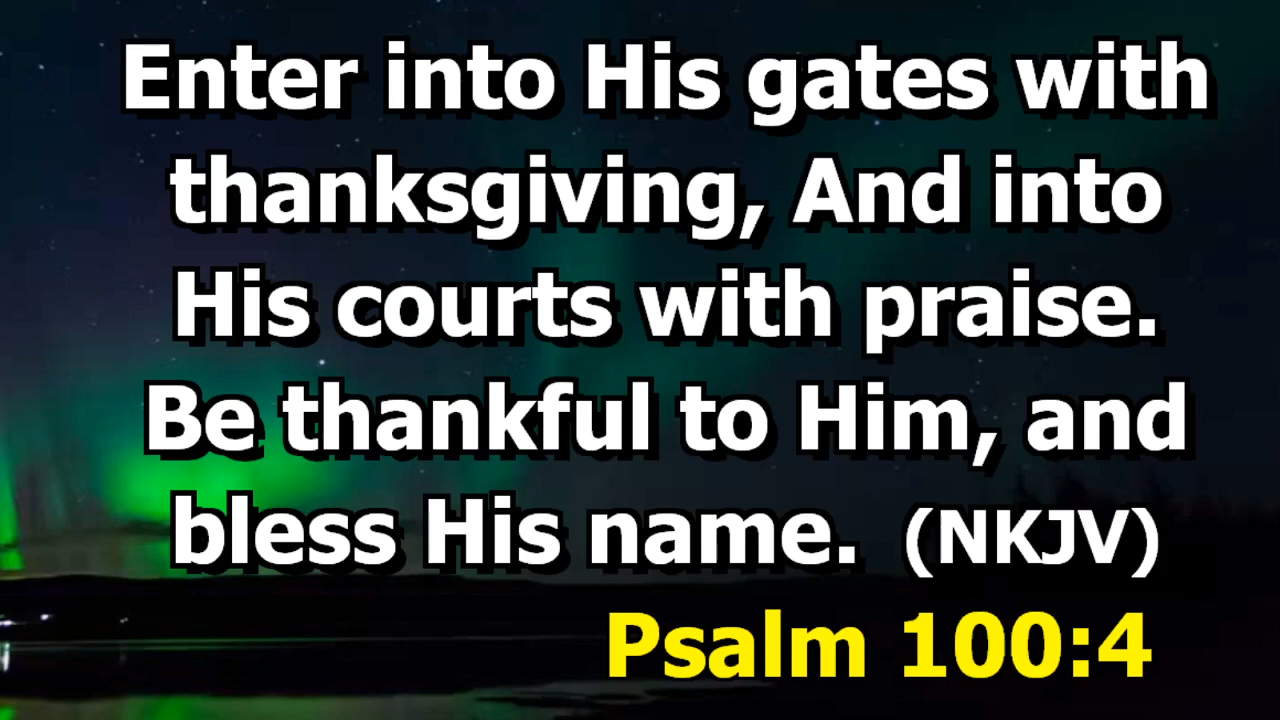 Enter into His gates with
thanksgiving, And into
His courts with praise.
Be thankful to Him, and
bless His name. (NKJV)
Psalm 100:4